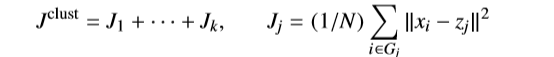 J^clust = J_1 + ··· + J_k, J_j = (1/N) ∑_{i∈G_j} ‖x_i − z_j‖^2